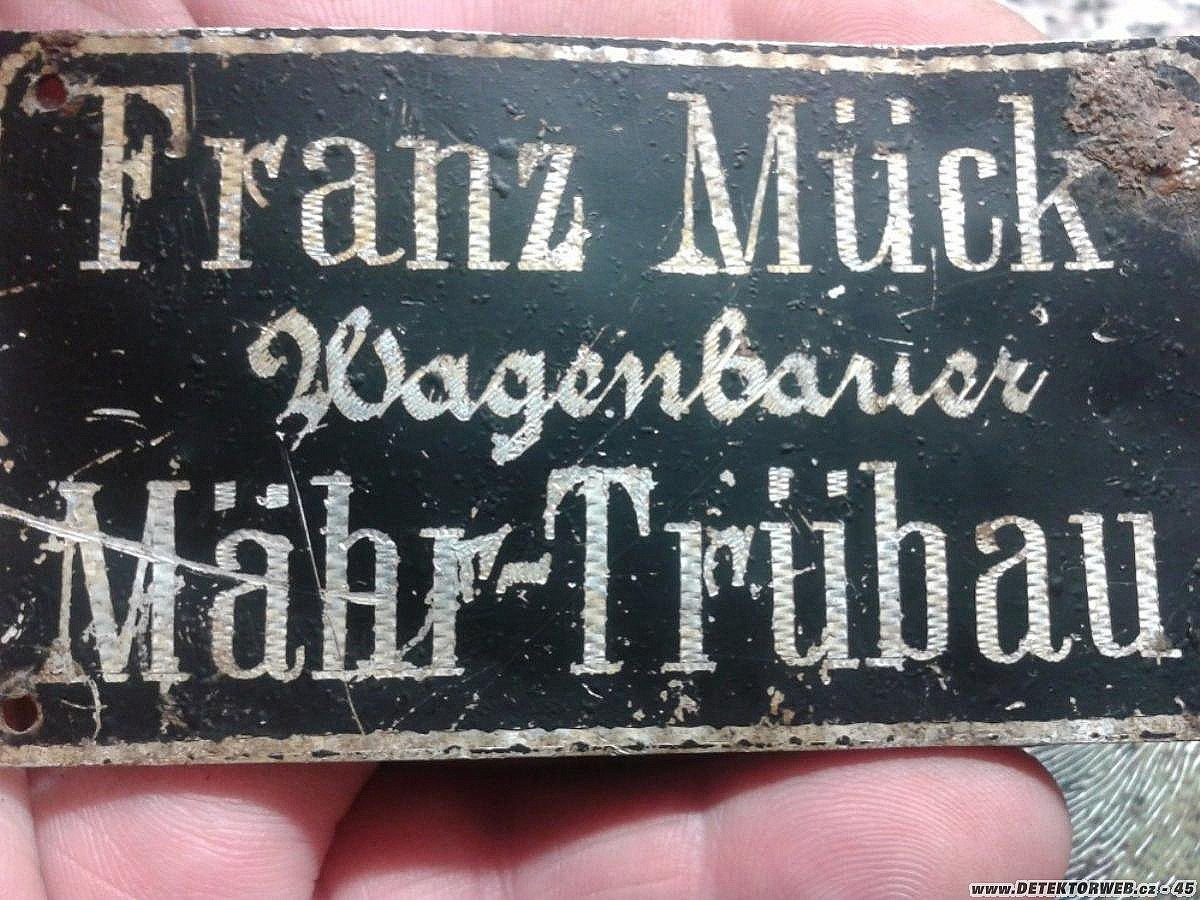 Franz Mück
Wagenbauer
Mähr-Trübau
www.DETEKTORWEB.cz - 45